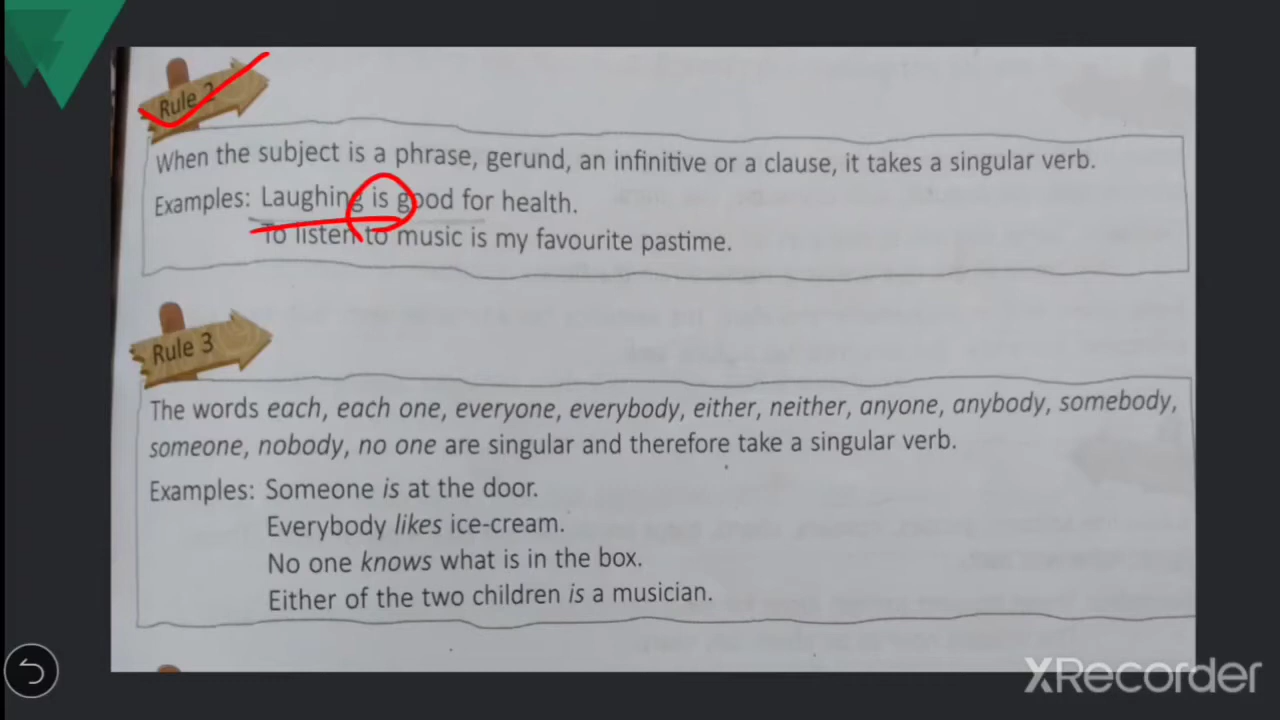 Rule 2
When the subject is a phrase, gerund, an infinitive or a clause, it takes a singular verb.
Examples: Laughing is good for health.
To listen to music is my favourite pastime.
Rule 3
The words each, each one, everyone, everybody, either, neither, anyone, anybody, somebody,
someone, nobody, no one are singular and therefore take a singular verb.
Examples: Someone is at the door.
Everybody likes ice-cream.
No one knows what is in the box.
Either of the two children is a musician.
XRecorder